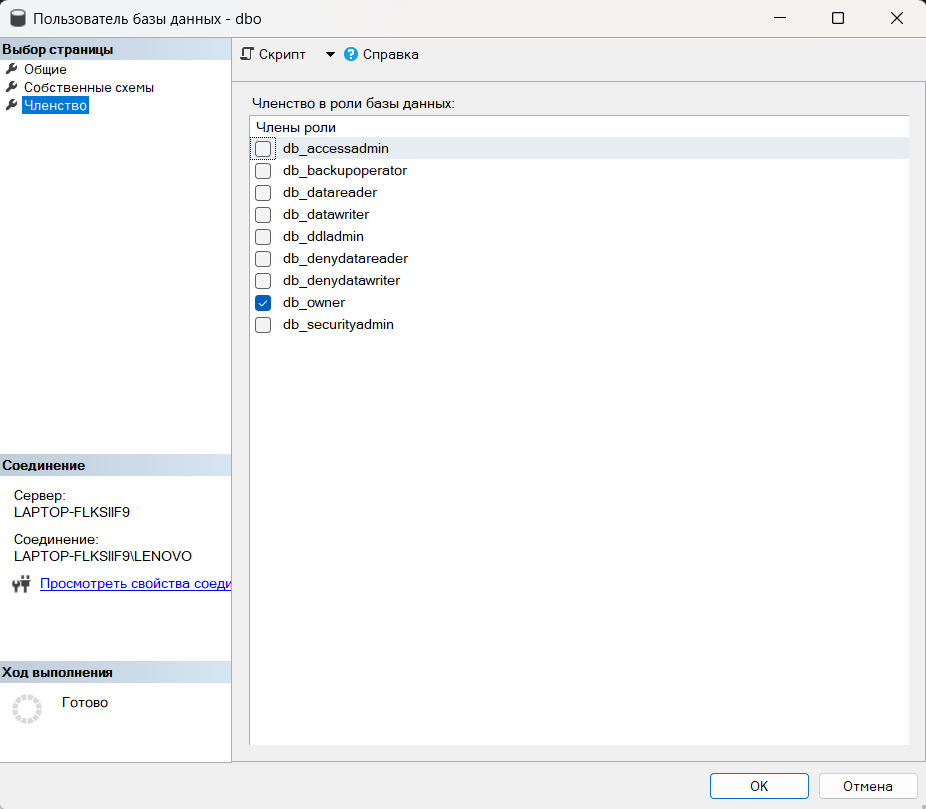 Пользователь базы данных - dbo
Выбор страницы
Общие
Собственные схемы
Членство
Скрипт
Справка
Членство в роли базы данных:
Члены роли
db_accessadmin
db_backupoperator
db_datareader
db_datawriter
db_ddladmin
db_denydatareader
db_denydatawriter
db_owner
db_securityadmin
Соединение
Сервер:
LAPTOP-FLKSIIF9
Соединение:
LAPTOP-FLKSIIF9\LENOVO
Просмотреть свойства соеди
Ход выполнения
Готово
OK
Отмена